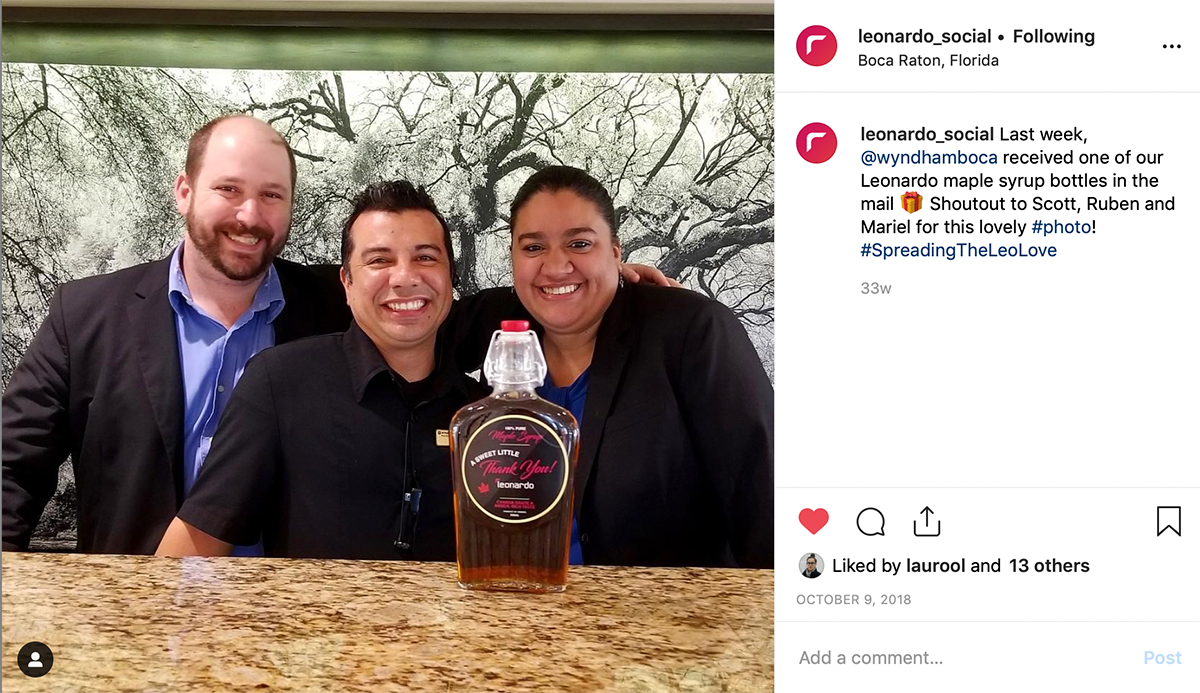 leonardo_social • Following
Boca Raton, Florida
leonardo_social Last week,
@wyndhamboca received one of our
Leonardo maple syrup bottles in the
mail 🎁 Shoutout to Scott, Ruben and
Mariel for this lovely #photo!
#SpreadingTheLeoLove
33w
Liked by laurool and 13 others
OCTOBER 9, 2018
Add a comment... Post
100% PURE
Maple Syrup
A SWEET LITTLE
Thank You!
leonardo